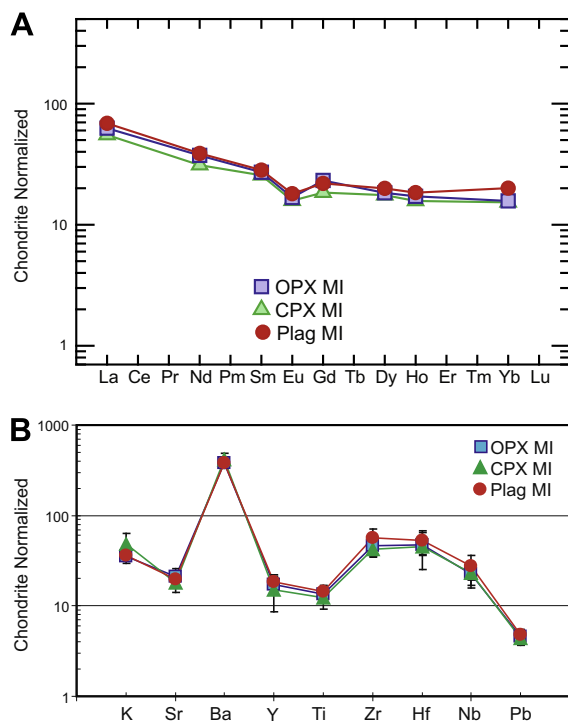 A
Chondrite Normalized
100
10
1
OPX MI
CPX MI
Plag MI
La Ce Pr Nd Pm Sm Eu Gd Tb Dy Ho Er Tm Yb Lu
B
Chondrite Normalized
1000
100
10
1
OPX MI
CPX MI
Plag MI
K Sr Ba Y Ti Zr Hf Nb Pb